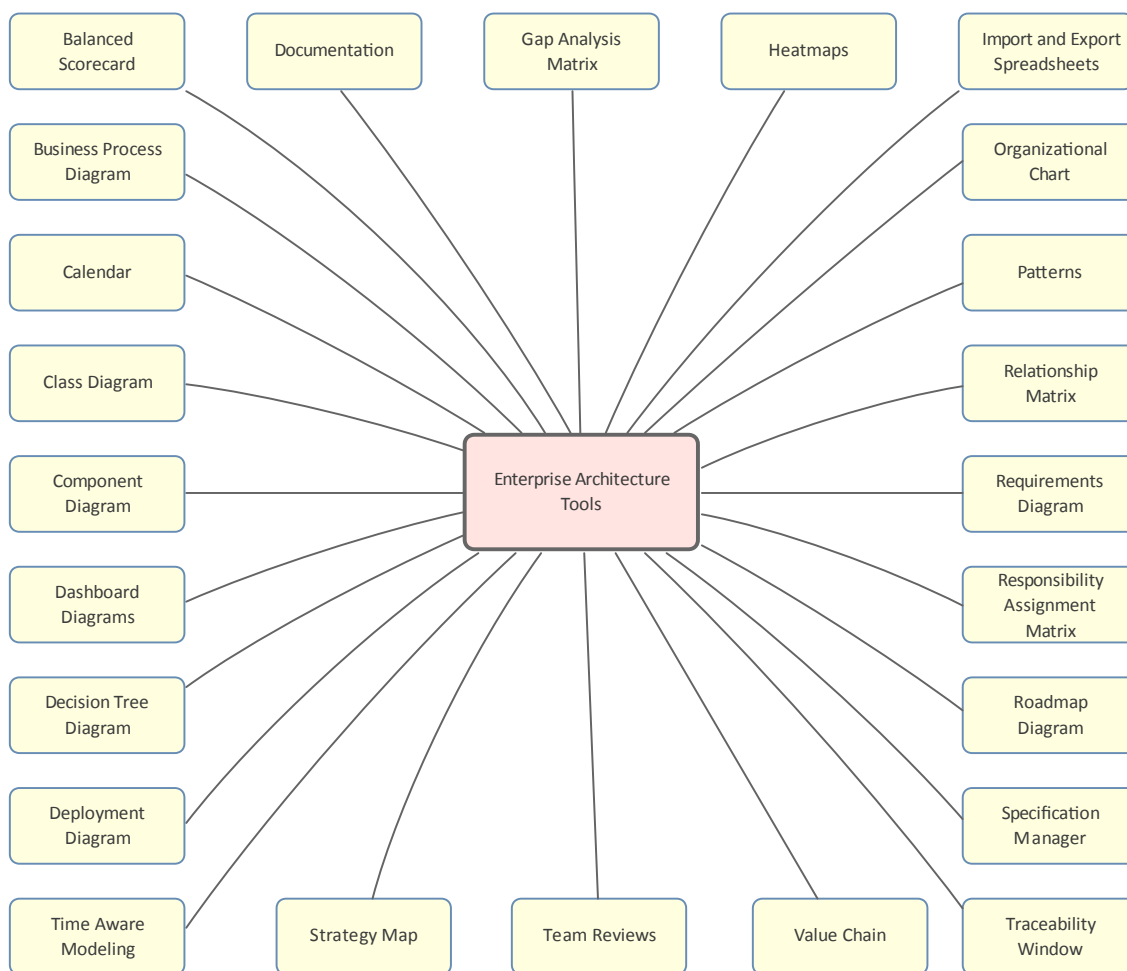 Balanced
Scorecard
Documentation
Gap Analysis
Matrix
Heatmaps
Import and Export
Spreadsheets
Business Process
Diagram
Organizational
Chart
Calendar
Patterns
Class Diagram
Relationship
Matrix
Enterprise Architecture
Tools
Component
Diagram
Requirements
Diagram
Dashboard
Diagrams
Responsibility
Assignment
Matrix
Decision Tree
Diagram
Roadmap
Diagram
Deployment
Diagram
Specification
Manager
Time Aware
Modeling
Strategy Map
Team Reviews
Value Chain
Traceability
Window